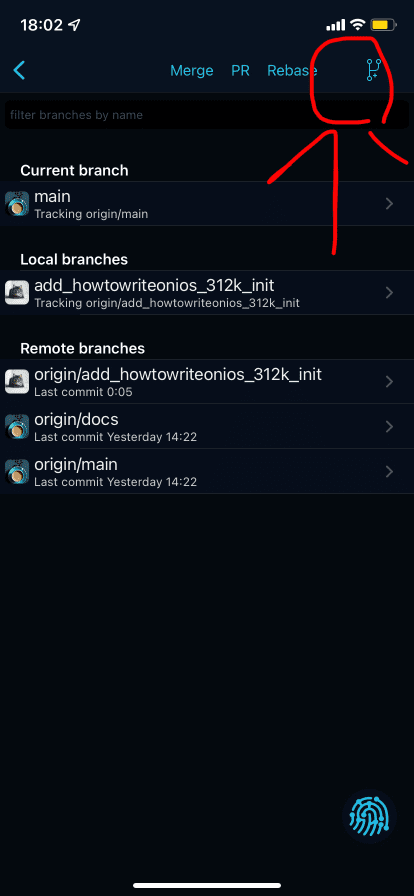 18:02
Merge PR Rebase
filter branches by name
Current branch
main
Tracking origin/main
Local branches
add_howtowriteonios_312k_init
Tracking origin/add_howtowriteonios_312k_init
Remote branches
origin/add_howtowriteonios_312k_init
Last commit 0:05
origin/docs
Last commit Yesterday 14:22
origin/main
Last commit Yesterday 14:22